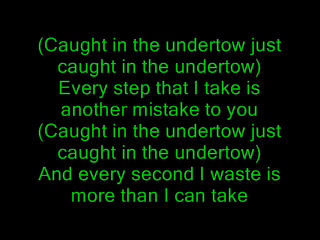 (Caught in the undertow just
caught in the undertow)
Every step that I take is
another mistake to you
(Caught in the undertow just
caught in the undertow)
And every second I waste is
more than I can take